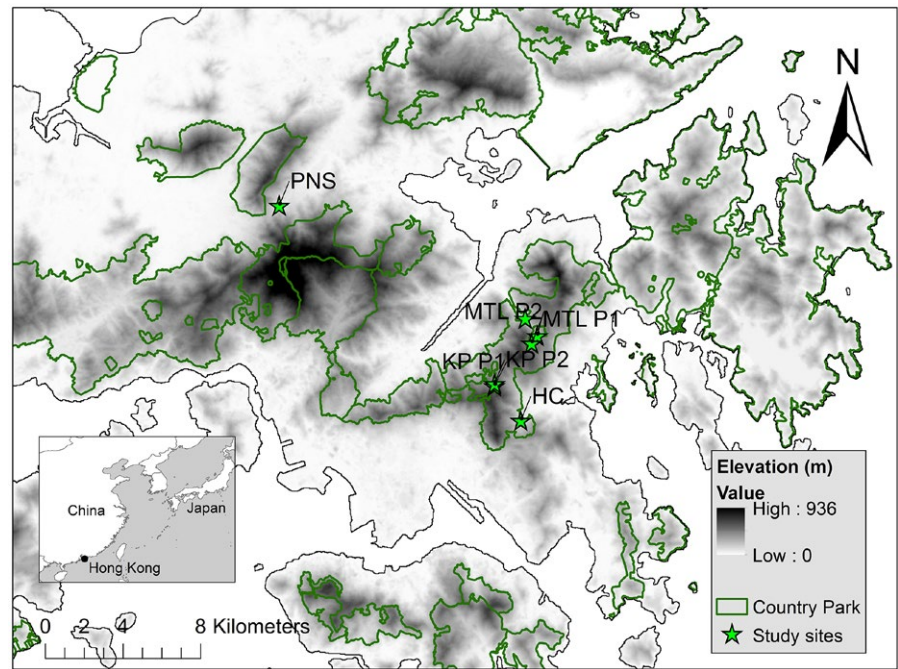 N
PNS
MTL P2
MTL P1
KP P1
KP P2
HC
China
Japan
Hong Kong
0 2 4 8 Kilometers
Elevation (m)
Value
High : 936
Low : 0
Country Park
Study sites